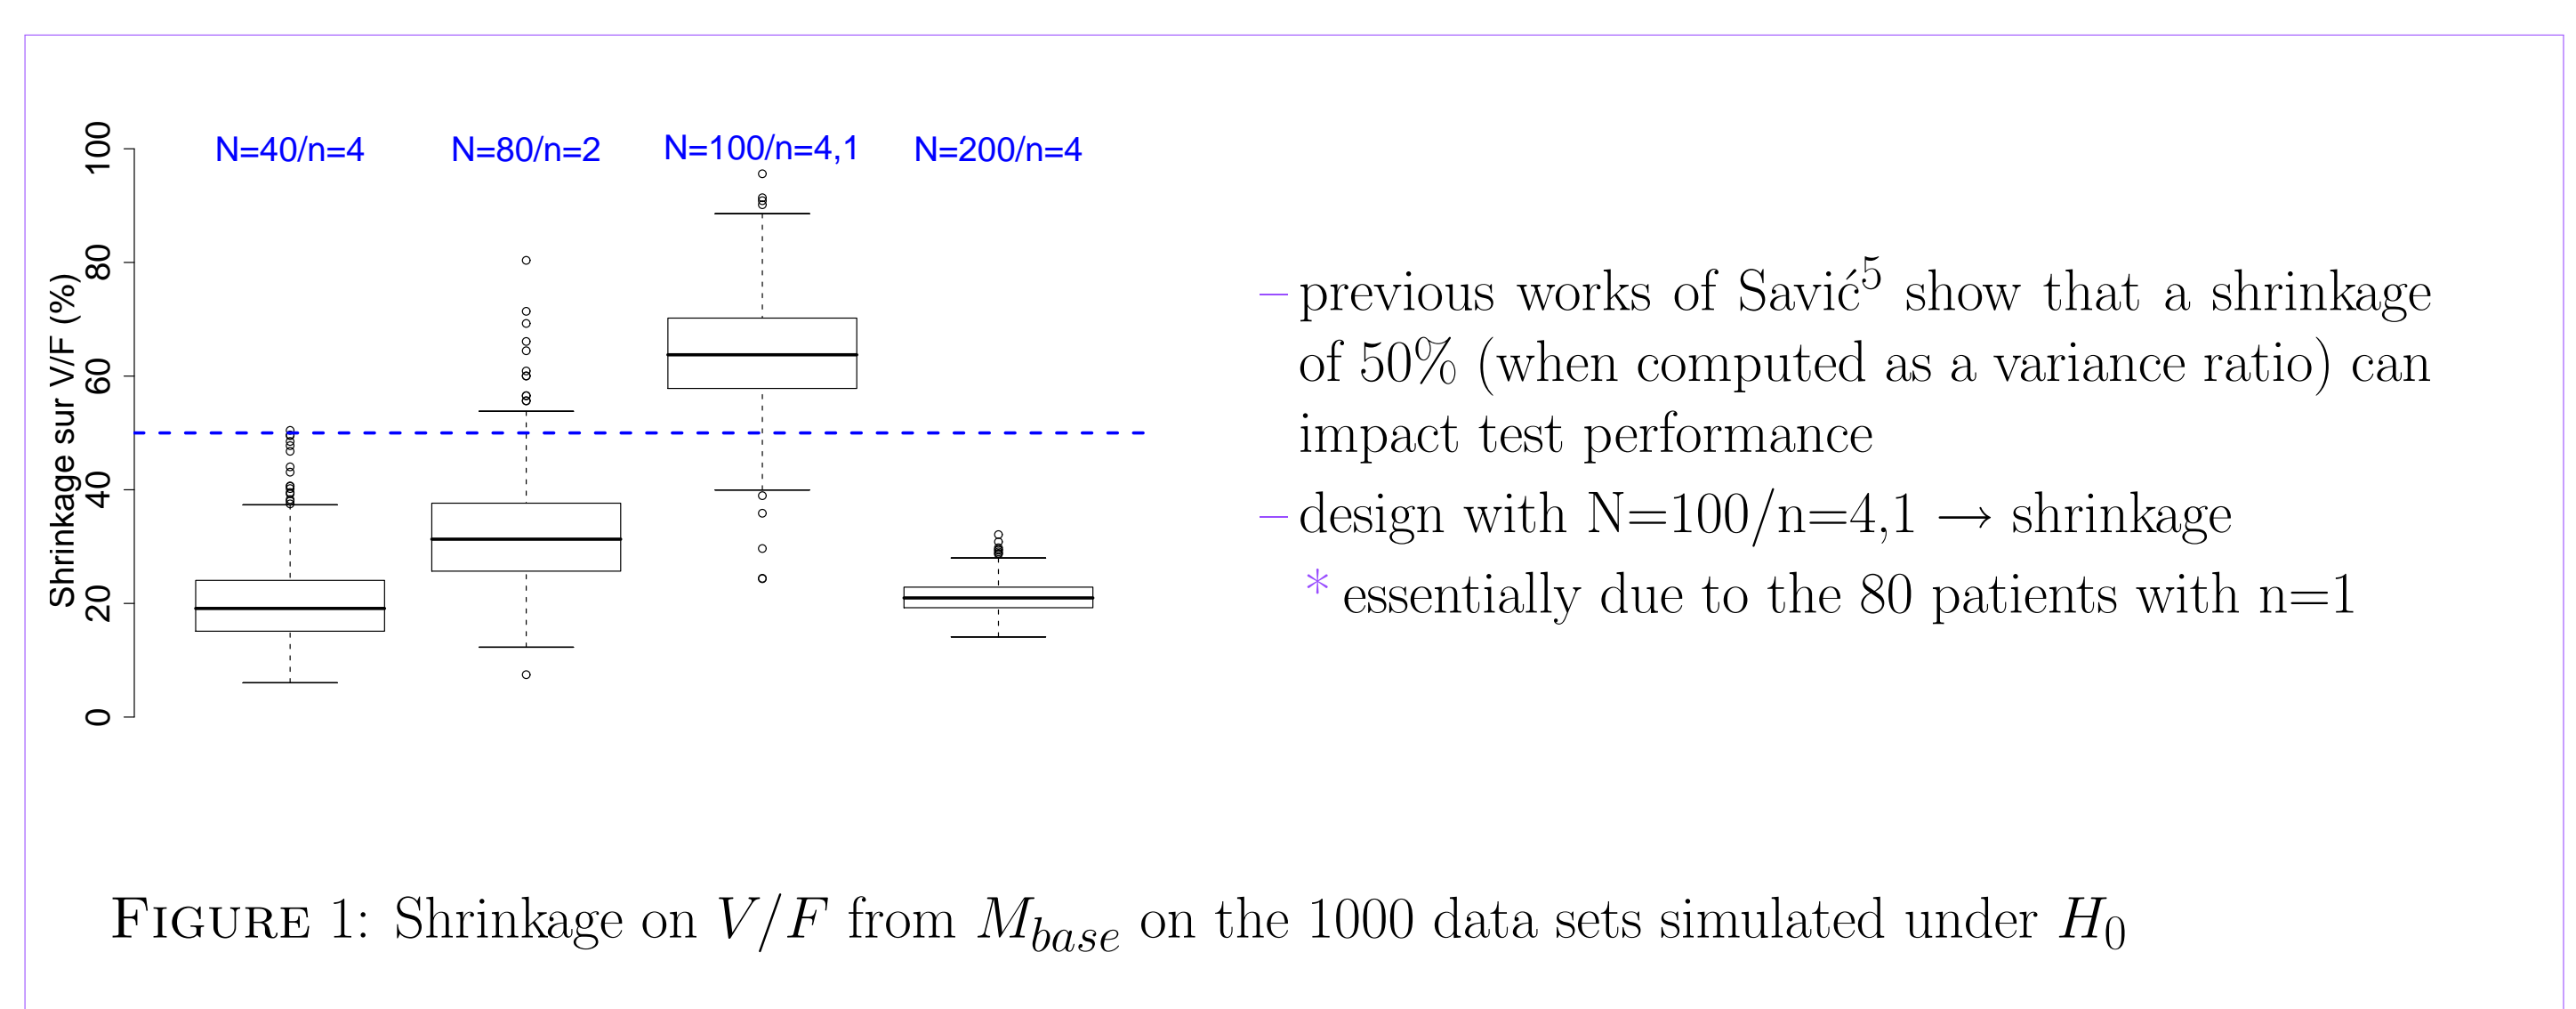 N=40/n=4 N=80/n=2 N=100/n=4,1 N=200/n=4
Shrinkage sur V/F (%)
100
80
60
40
20
0
– previous works of Savić⁵ show that a shrinkage
of 50% (when computed as a variance ratio) can
impact test performance
– design with N=100/n=4,1 → shrinkage
* essentially due to the 80 patients with n=1
FIGURE 1: Shrinkage on V/F from M_base on the 1000 data sets simulated under H₀